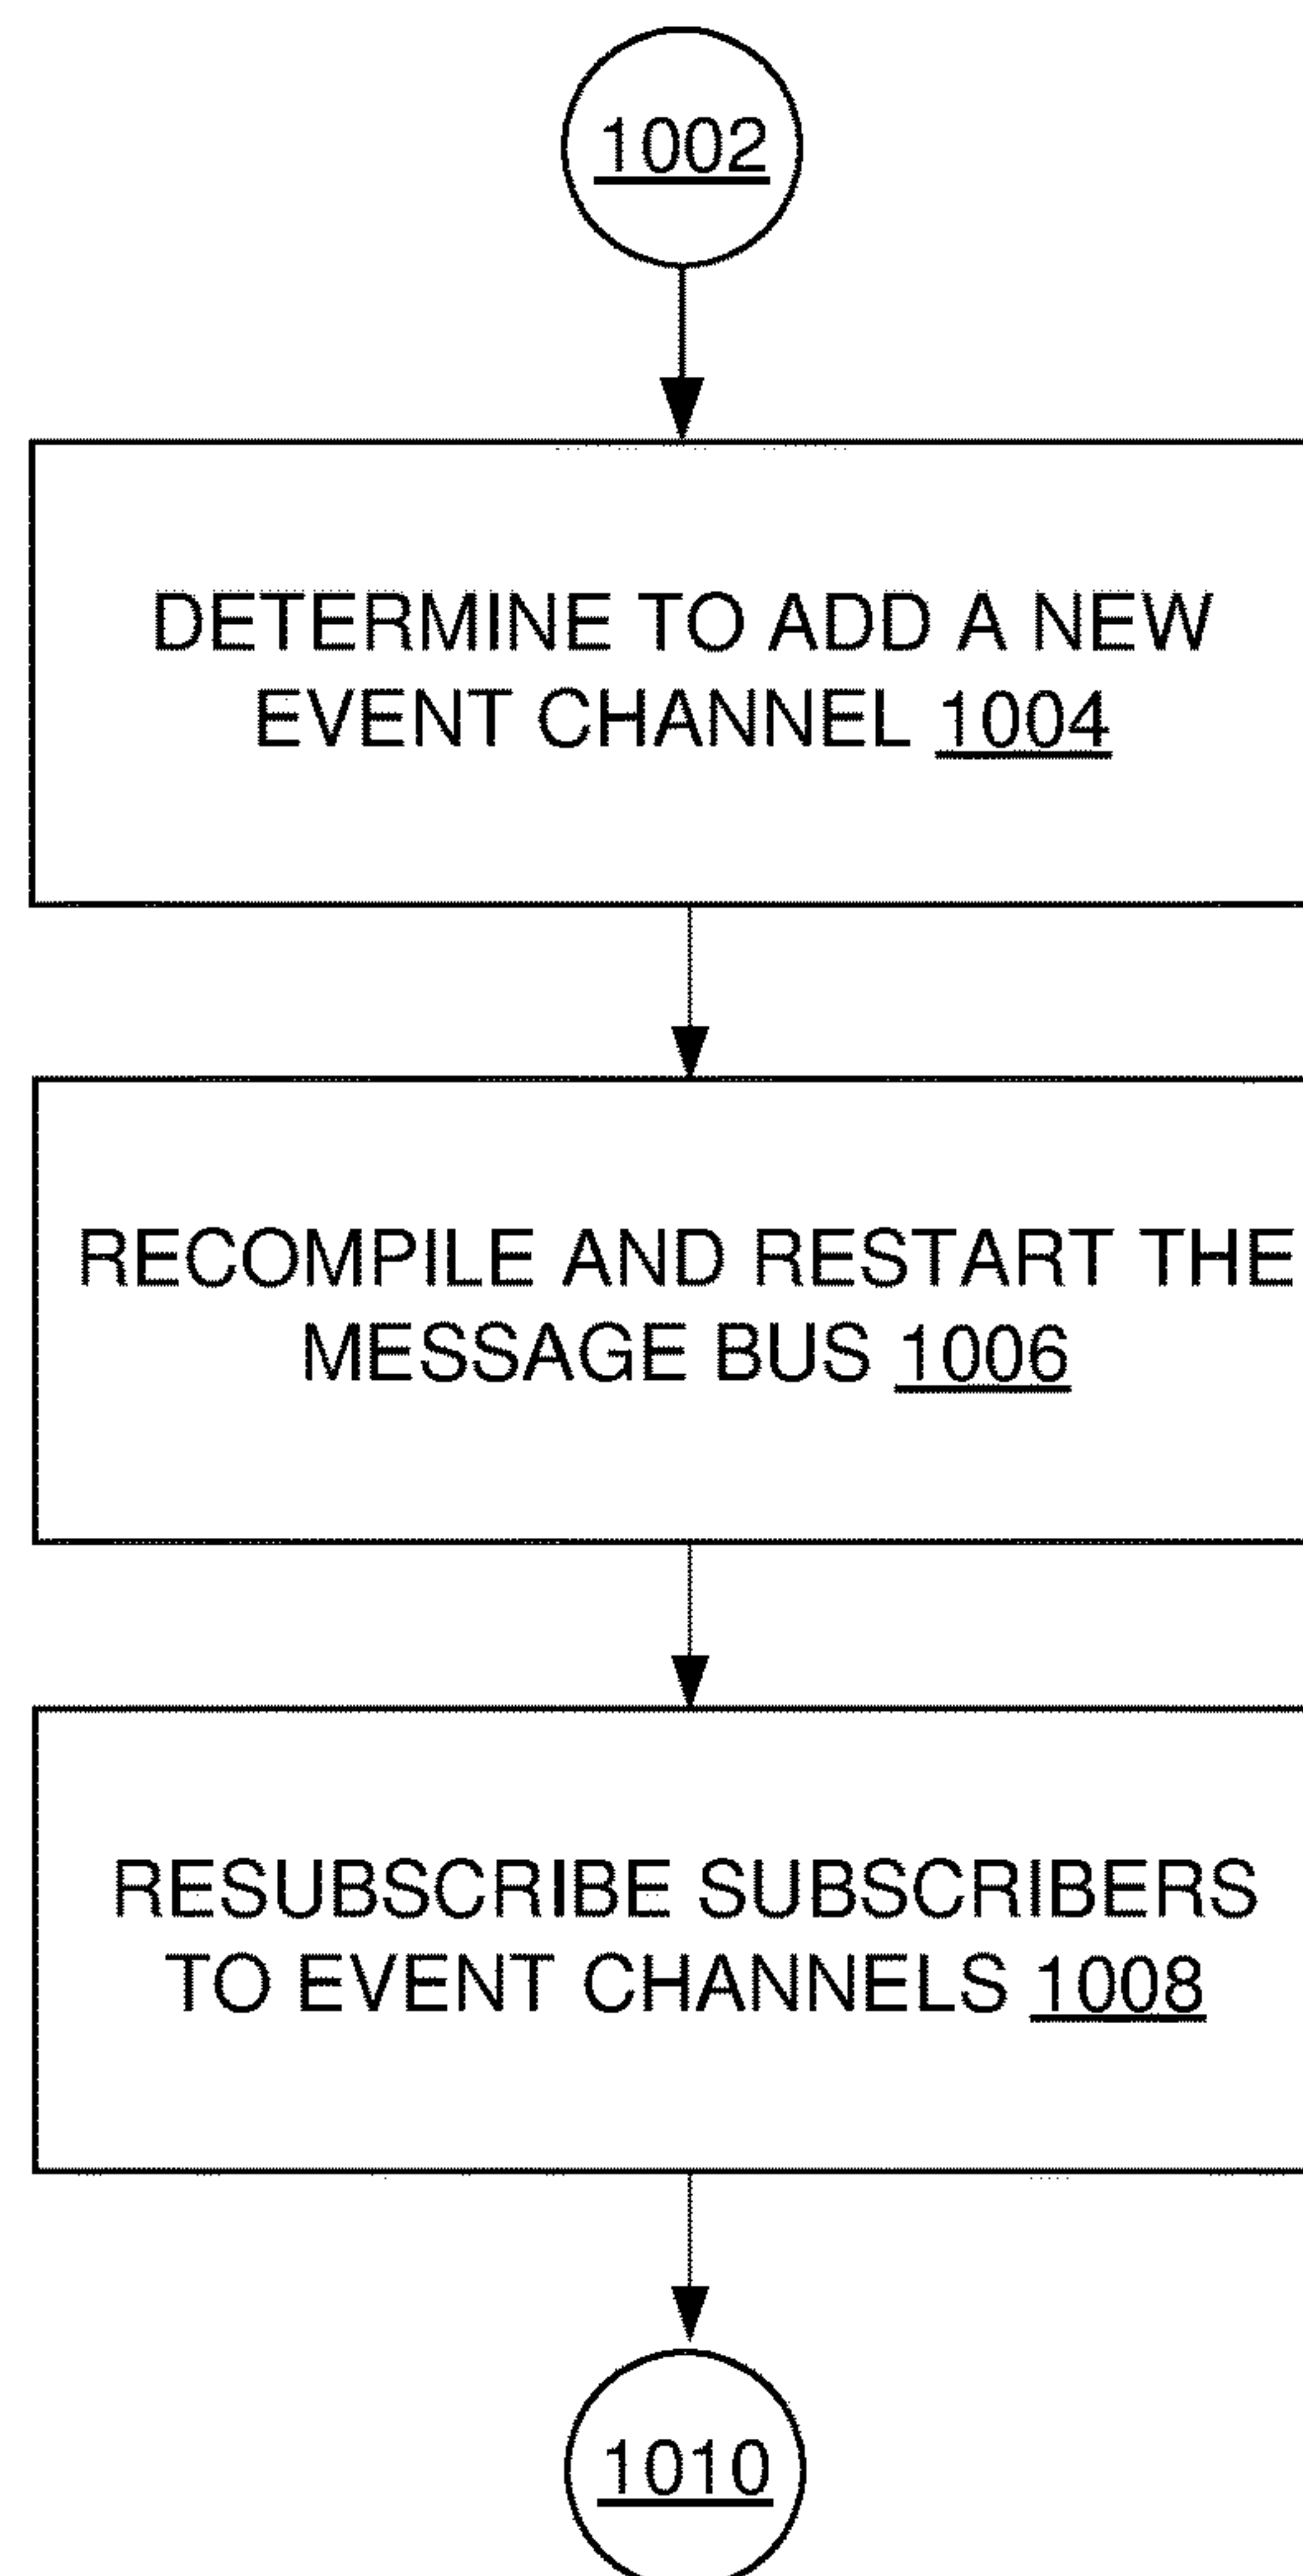 1002
DETERMINE TO ADD A NEW
EVENT CHANNEL 1004
RECOMPILE AND RESTART THE
MESSAGE BUS 1006
RESUBSCRIBE SUBSCRIBERS
TO EVENT CHANNELS 1008
1010